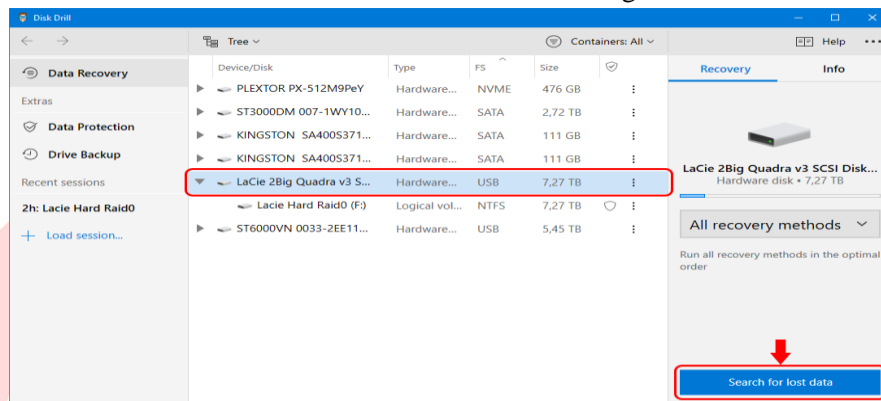 Disk Drill
Tree
Containers: All
Help
Data Recovery
Extras
Data Protection
Drive Backup
Recent sessions
2h: Lacie Hard Raid0
Load session...
Device/Disk Type FS Size
PLEXTOR PX-512M9PeY Hardware... NVME 476 GB
ST3000DM 007-1WY10... Hardware... SATA 2,72 TB
KINGSTON SA400S371... Hardware... SATA 111 GB
KINGSTON SA400S371... Hardware... SATA 111 GB
LaCie 2Big Quadra v3 S... Hardware... USB 7,27 TB
Lacie Hard Raid0 (F:) Logical vol... NTFS 7,27 TB
ST6000VN 0033-2EE11... Hardware... USB 5,45 TB
Recovery Info
LaCie 2Big Quadra v3 SCSI Disk...
Hardware disk • 7,27 TB
All recovery methods
Run all recovery methods in the optimal
order
Search for lost data